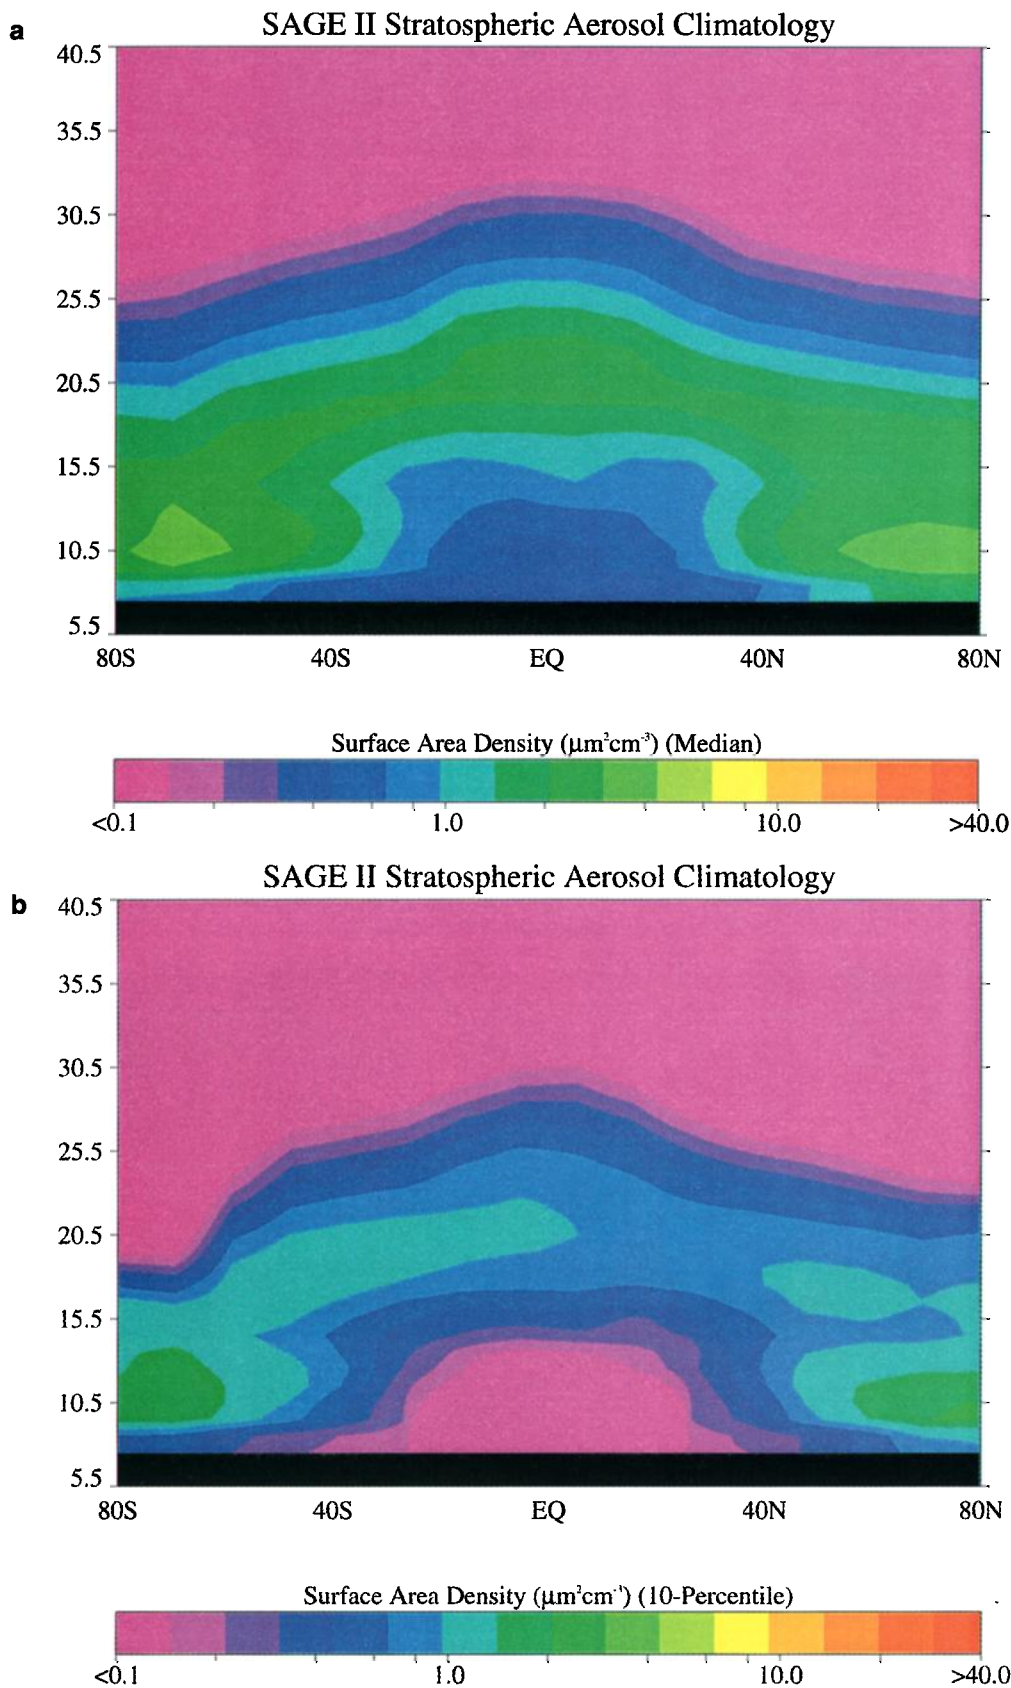 a
SAGE II Stratospheric Aerosol Climatology
40.5
35.5
30.5
25.5
20.5
15.5
10.5
5.5
80S 40S EQ 40N 80N
Surface Area Density (μm²cm⁻³) (Median)
<0.1 1.0 10.0 >40.0
b
SAGE II Stratospheric Aerosol Climatology
40.5
35.5
30.5
25.5
20.5
15.5
10.5
5.5
80S 40S EQ 40N 80N
Surface Area Density (10-Percentile)
<0.1 1.0 10.0 >40.0